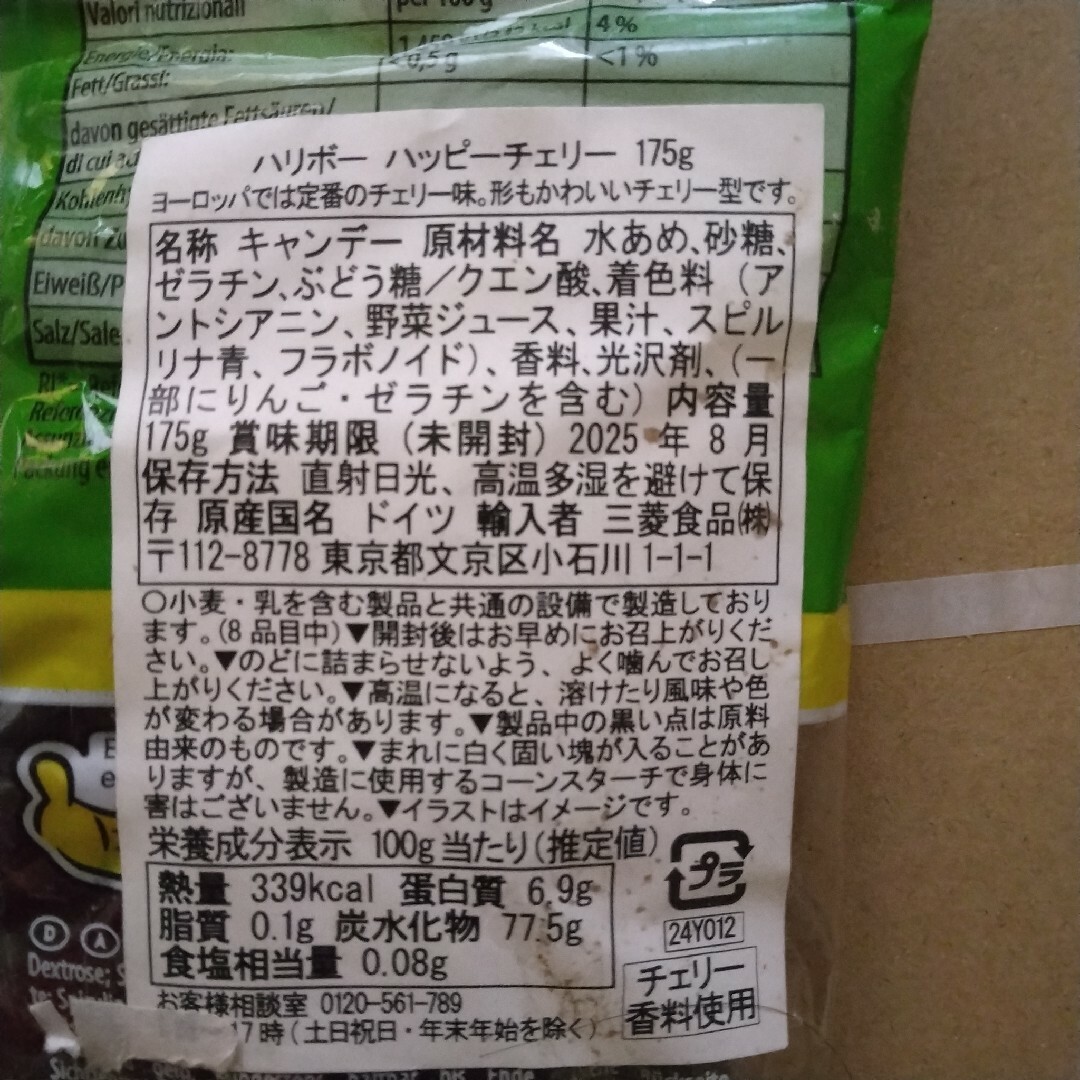 Valori nutrizionali
per 100 g
Energie/Energia:
4%
Fett/Grassi:
<0,5 g
<1%
davon gesättigte Fettsäuren/
di cui
Kohlenh
davon
Eiweiß/P
Salz/Sale
ハリボー ハッピーチェリー 175g
ヨーロッパでは定番のチェリー味。形もかわいいチェリー型です。
名称 キャンデー 原材料名 水あめ、砂糖、
ゼラチン、ぶどう糖／クエン酸、着色料（ア
ントシアニン、野菜ジュース、果汁、スピル
リナ青、フラボノイド）、香料、光沢剤、（一
部にりんご・ゼラチンを含む）内容量
175g 賞味期限（未開封）2025 年 8 月
保存方法 直射日光、高温多湿を避けて保
存 原産国名 ドイツ 輸入者 三菱食品㈱
〒112-8778 東京都文京区小石川 1-1-1
〇小麦・乳を含む製品と共通の設備で製造しており
ます。(8 品目中)▼開封後はお早めにお召上がりくだ
さい。▼のどに詰まらせないよう、よく噛んでお召し
上がりください。▼高温になると、溶けたり風味や色
が変わる場合があります。▼製品中の黒い点は原料
由来のものです。▼まれに白く固い塊が入ることがあ
りますが、製造に使用するコーンスターチで身体に
害はございません。▼イラストはイメージです。
栄養成分表示 100g 当たり（推定値）
熱量 339kcal 蛋白質 6.9g
脂質 0.1g 炭水化物 77.5g
食塩相当量 0.08g
プラ
24Y012
チェリー
香料使用
お客様相談室 0120-561-789
17時（土日祝日・年末年始を除く）
D A
Dextrose;